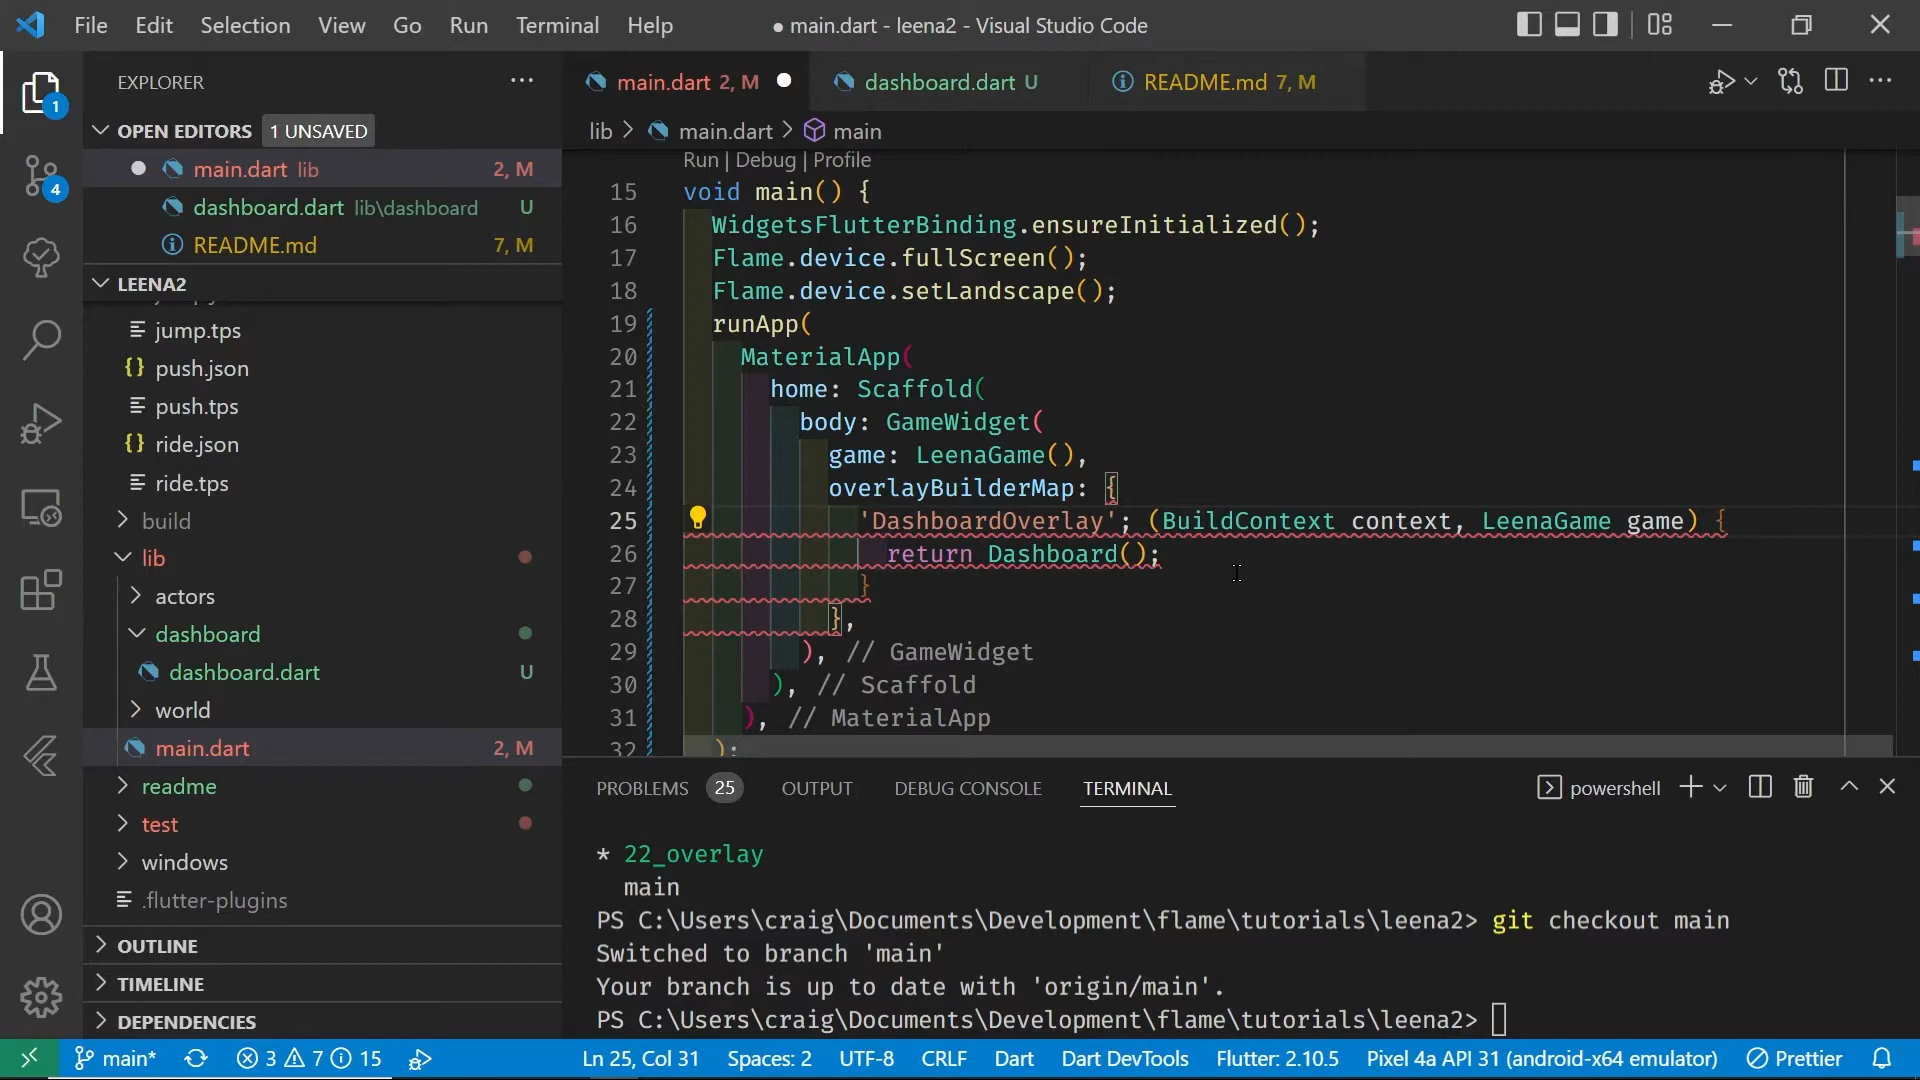 File Edit Selection View Go Run Terminal Help
● main.dart - leena2 - Visual Studio Code
EXPLORER
OPEN EDITORS 1 UNSAVED
main.dart lib 2, M
dashboard.dart lib\dashboard U
README.md 7, M
LEENA2
jump.tps
{} push.json
push.tps
{} ride.json
ride.tps
build
lib
actors
dashboard
dashboard.dart U
world
main.dart 2, M
readme
test
windows
.flutter-plugins
OUTLINE
TIMELINE
DEPENDENCIES
1
4
main.dart 2, M
dashboard.dart U
README.md 7, M
lib > main.dart > main
Run | Debug | Profile
15 void main() {
16 WidgetsFlutterBinding.ensureInitialized();
17 Flame.device.fullScreen();
18 Flame.device.setLandscape();
19 runApp(
20 MaterialApp(
21 home: Scaffold(
22 body: GameWidget(
23 game: LeenaGame(),
24 overlayBuilderMap: {
25 'DashboardOverlay'; (BuildContext context, LeenaGame game) {
26 return Dashboard();
27 }
28 },
29 ), // GameWidget
30 ), // Scaffold
31 ), // MaterialApp
32 );
PROBLEMS 25 OUTPUT DEBUG CONSOLE TERMINAL
powershell
* 22_overlay
main
PS C:\Users\craig\Documents\Development\flame\tutorials\leena2> git checkout main
Switched to branch 'main'
Your branch is up to date with 'origin/main'.
PS C:\Users\craig\Documents\Development\flame\tutorials\leena2>
main* 3 7 15 Ln 25, Col 31 Spaces: 2 UTF-8 CRLF Dart Dart DevTools Flutter: 2.10.5 Pixel 4a API 31 (android-x64 emulator) Prettier